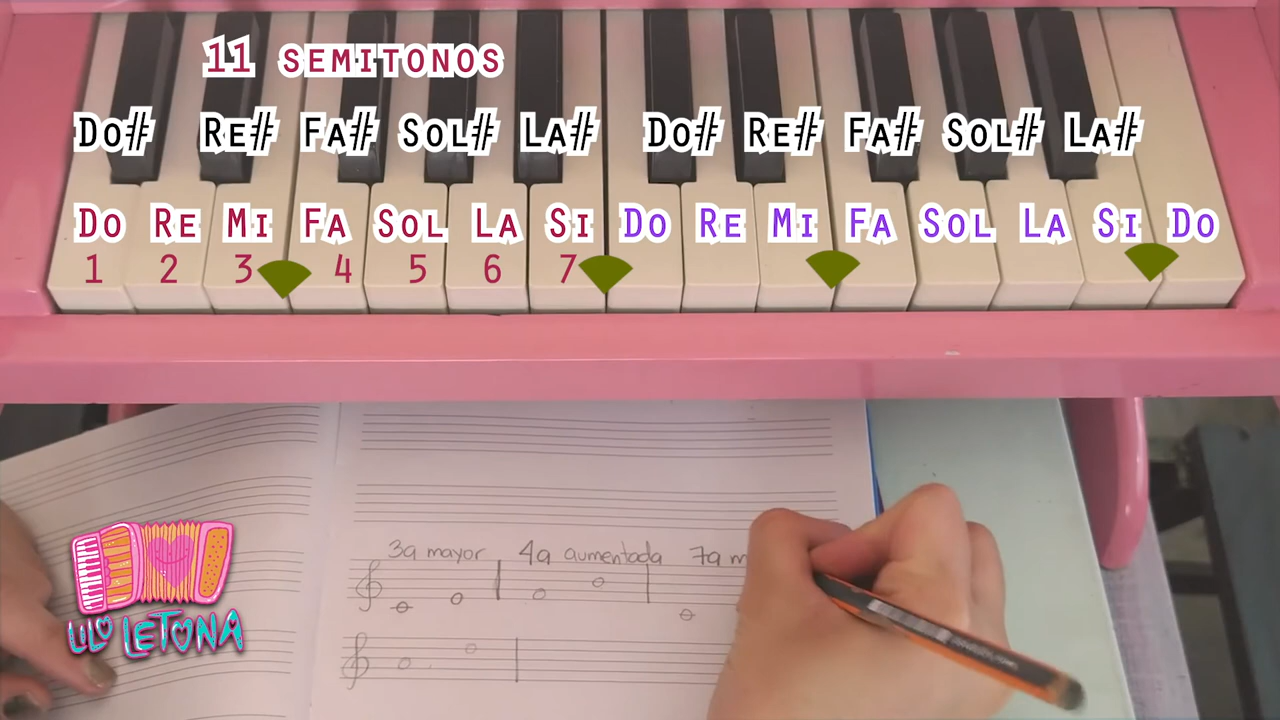 11 SEMITONOS
DO# RE# FA# SOL# LA# DO# RE# FA# SOL# LA#
DO RE MI FA SOL LA SI DO RE MI FA SOL LA SI DO
1 2 3 4 5 6 7
3a mayor 4a aumentada 7a m
LILO LETONA